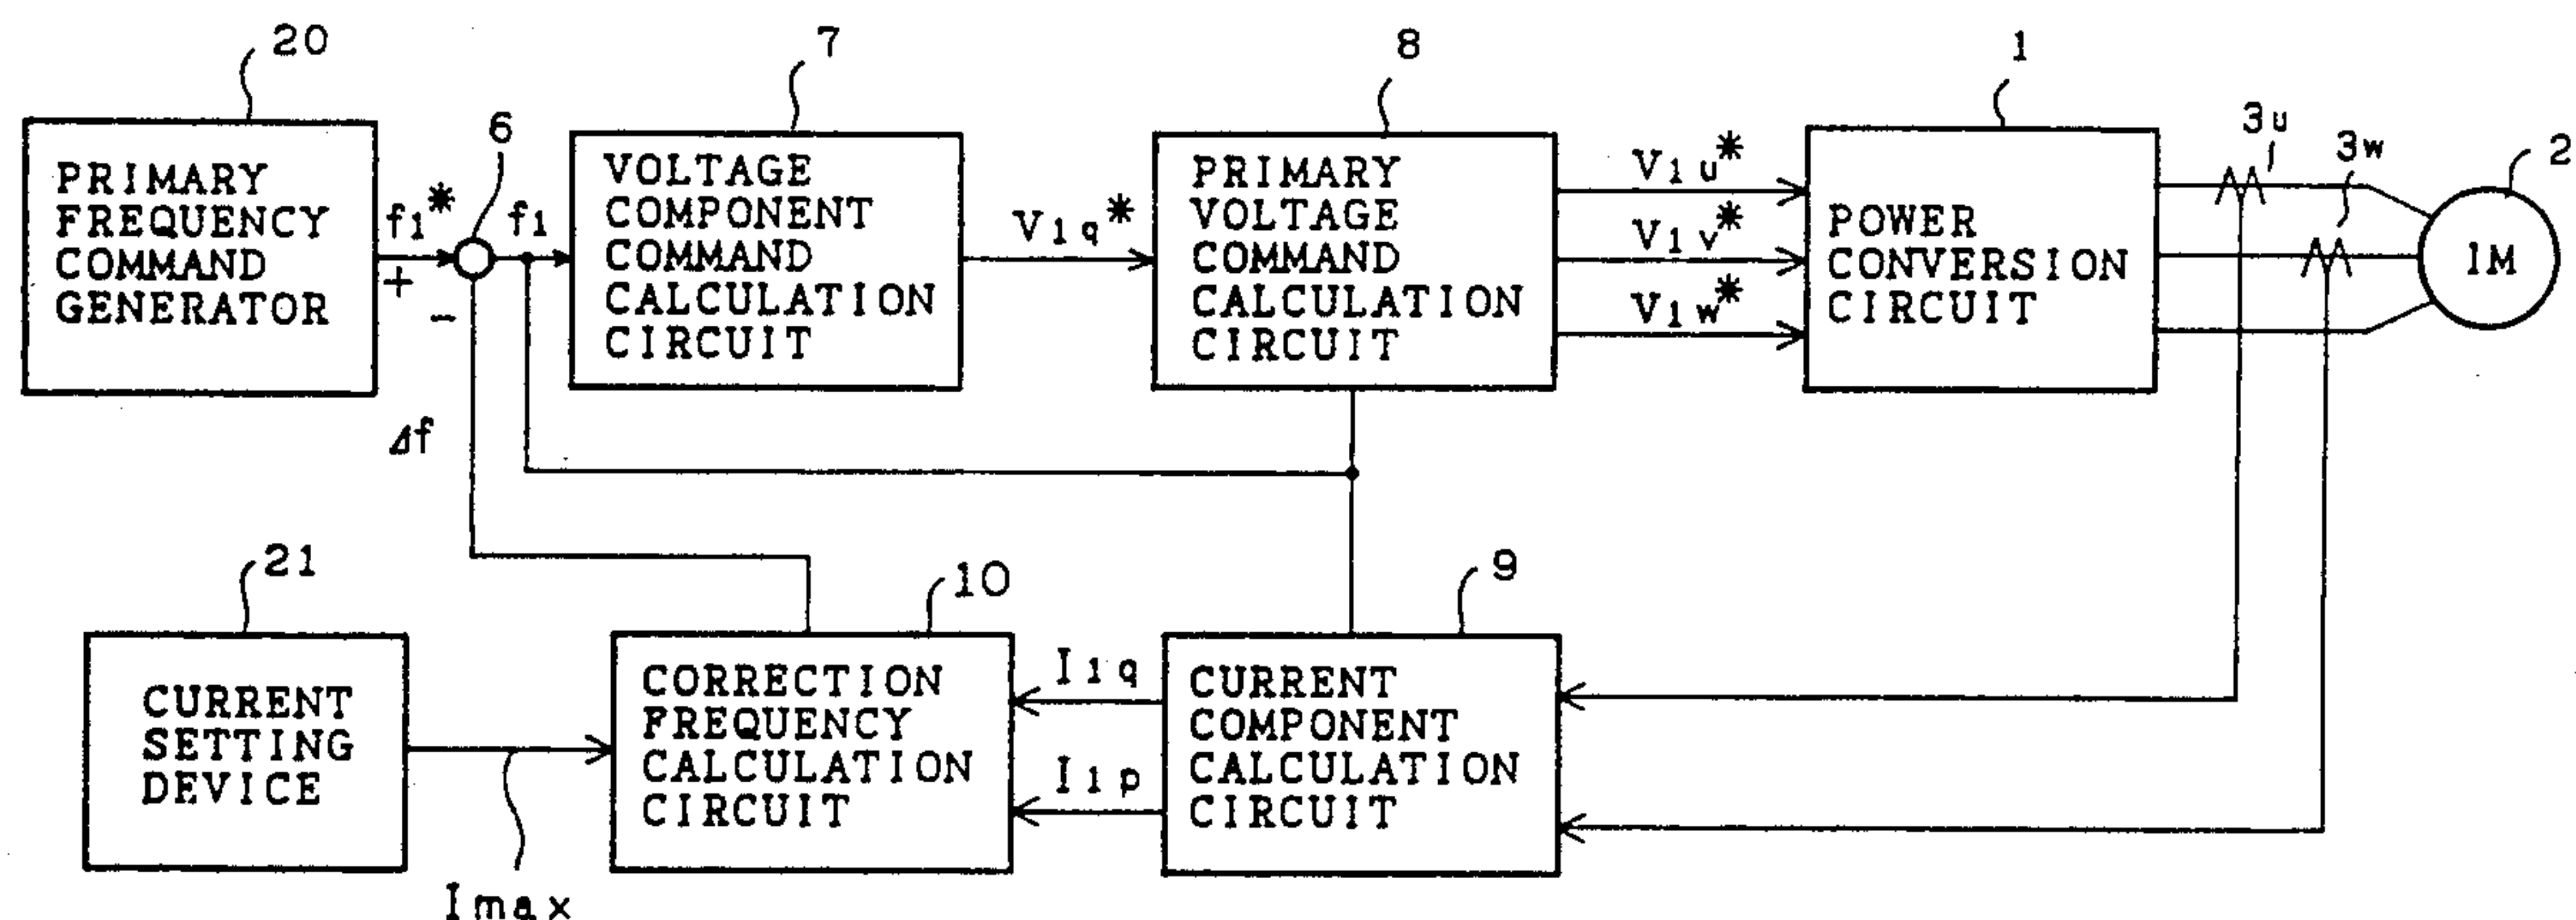 20
7
8
1
6
3u
3w
2
PRIMARY
FREQUENCY
COMMAND
GENERATOR
f1*
+
-
f1
VOLTAGE
COMPONENT
COMMAND
CALCULATION
CIRCUIT
V1q*
PRIMARY
VOLTAGE
COMMAND
CALCULATION
CIRCUIT
V1u*
V1v*
V1w*
POWER
CONVERSION
CIRCUIT
IM
Δf
21
10
9
CURRENT
SETTING
DEVICE
Imax
CORRECTION
FREQUENCY
CALCULATION
CIRCUIT
I1q
I1p
CURRENT
COMPONENT
CALCULATION
CIRCUIT